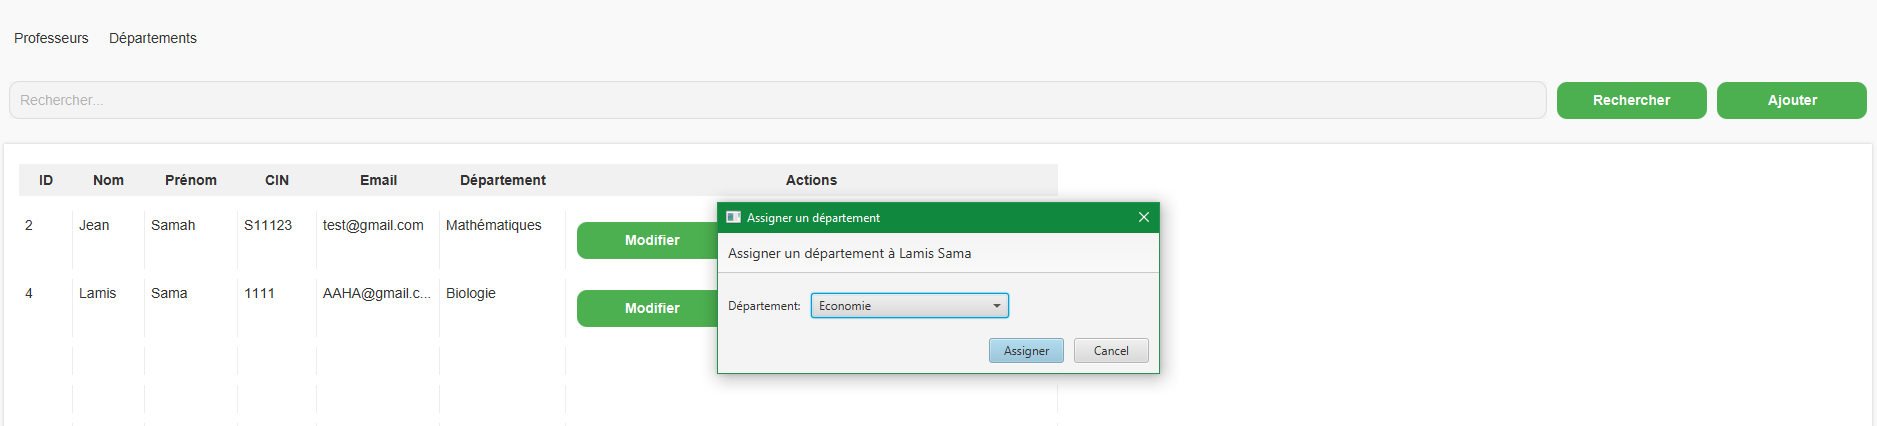 Professeurs Départements
Rechercher... Rechercher Ajouter
ID Nom Prénom CIN Email Département Actions
2 Jean Samah S11123 test@gmail.com Mathématiques Modifier
4 Lamis Sama 1111 AAHA@gmail.c... Biologie Modifier
Assigner un département
Assigner un département à Lamis Sama
Département: Economie
Assigner Cancel